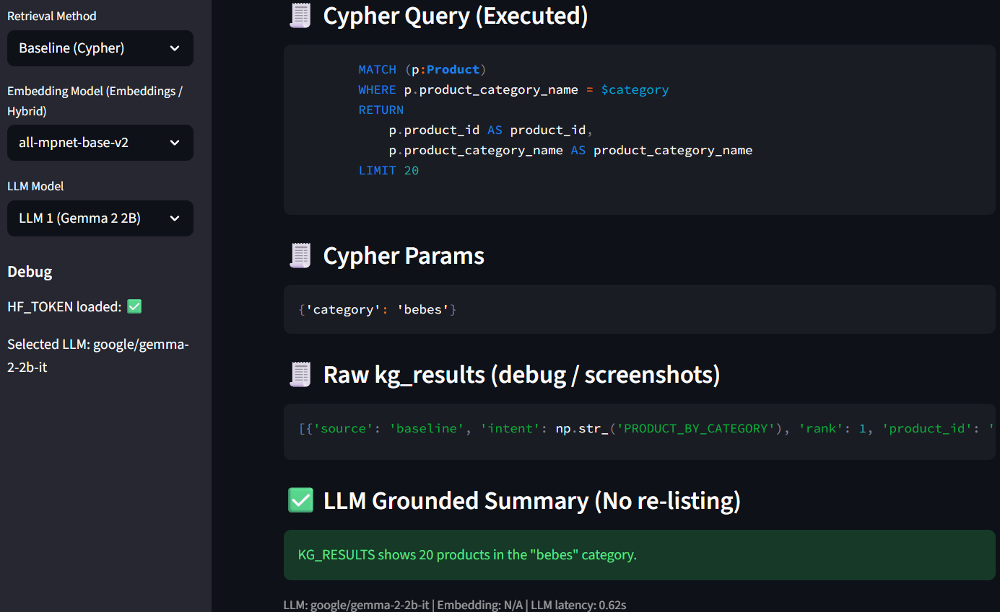 Retrieval Method
Baseline (Cypher)
Embedding Model (Embeddings /
Hybrid)
all-mpnet-base-v2
LLM Model
LLM 1 (Gemma 2 2B)
Debug
HF_TOKEN loaded: ✅
Selected LLM: google/gemma-
2-2b-it
Cypher Query (Executed)
MATCH (p:Product)
WHERE p.product_category_name = $category
RETURN
    p.product_id AS product_id,
    p.product_category_name AS product_category_name
LIMIT 20
Cypher Params
{'category': 'bebes'}
Raw kg_results (debug / screenshots)
[{'source': 'baseline', 'intent': np.str_('PRODUCT_BY_CATEGORY'), 'rank': 1, 'product_id': '
LLM Grounded Summary (No re-listing)
KG_RESULTS shows 20 products in the "bebes" category.
LLM: google/gemma-2-2b-it | Embedding: N/A | LLM latency: 0.62s